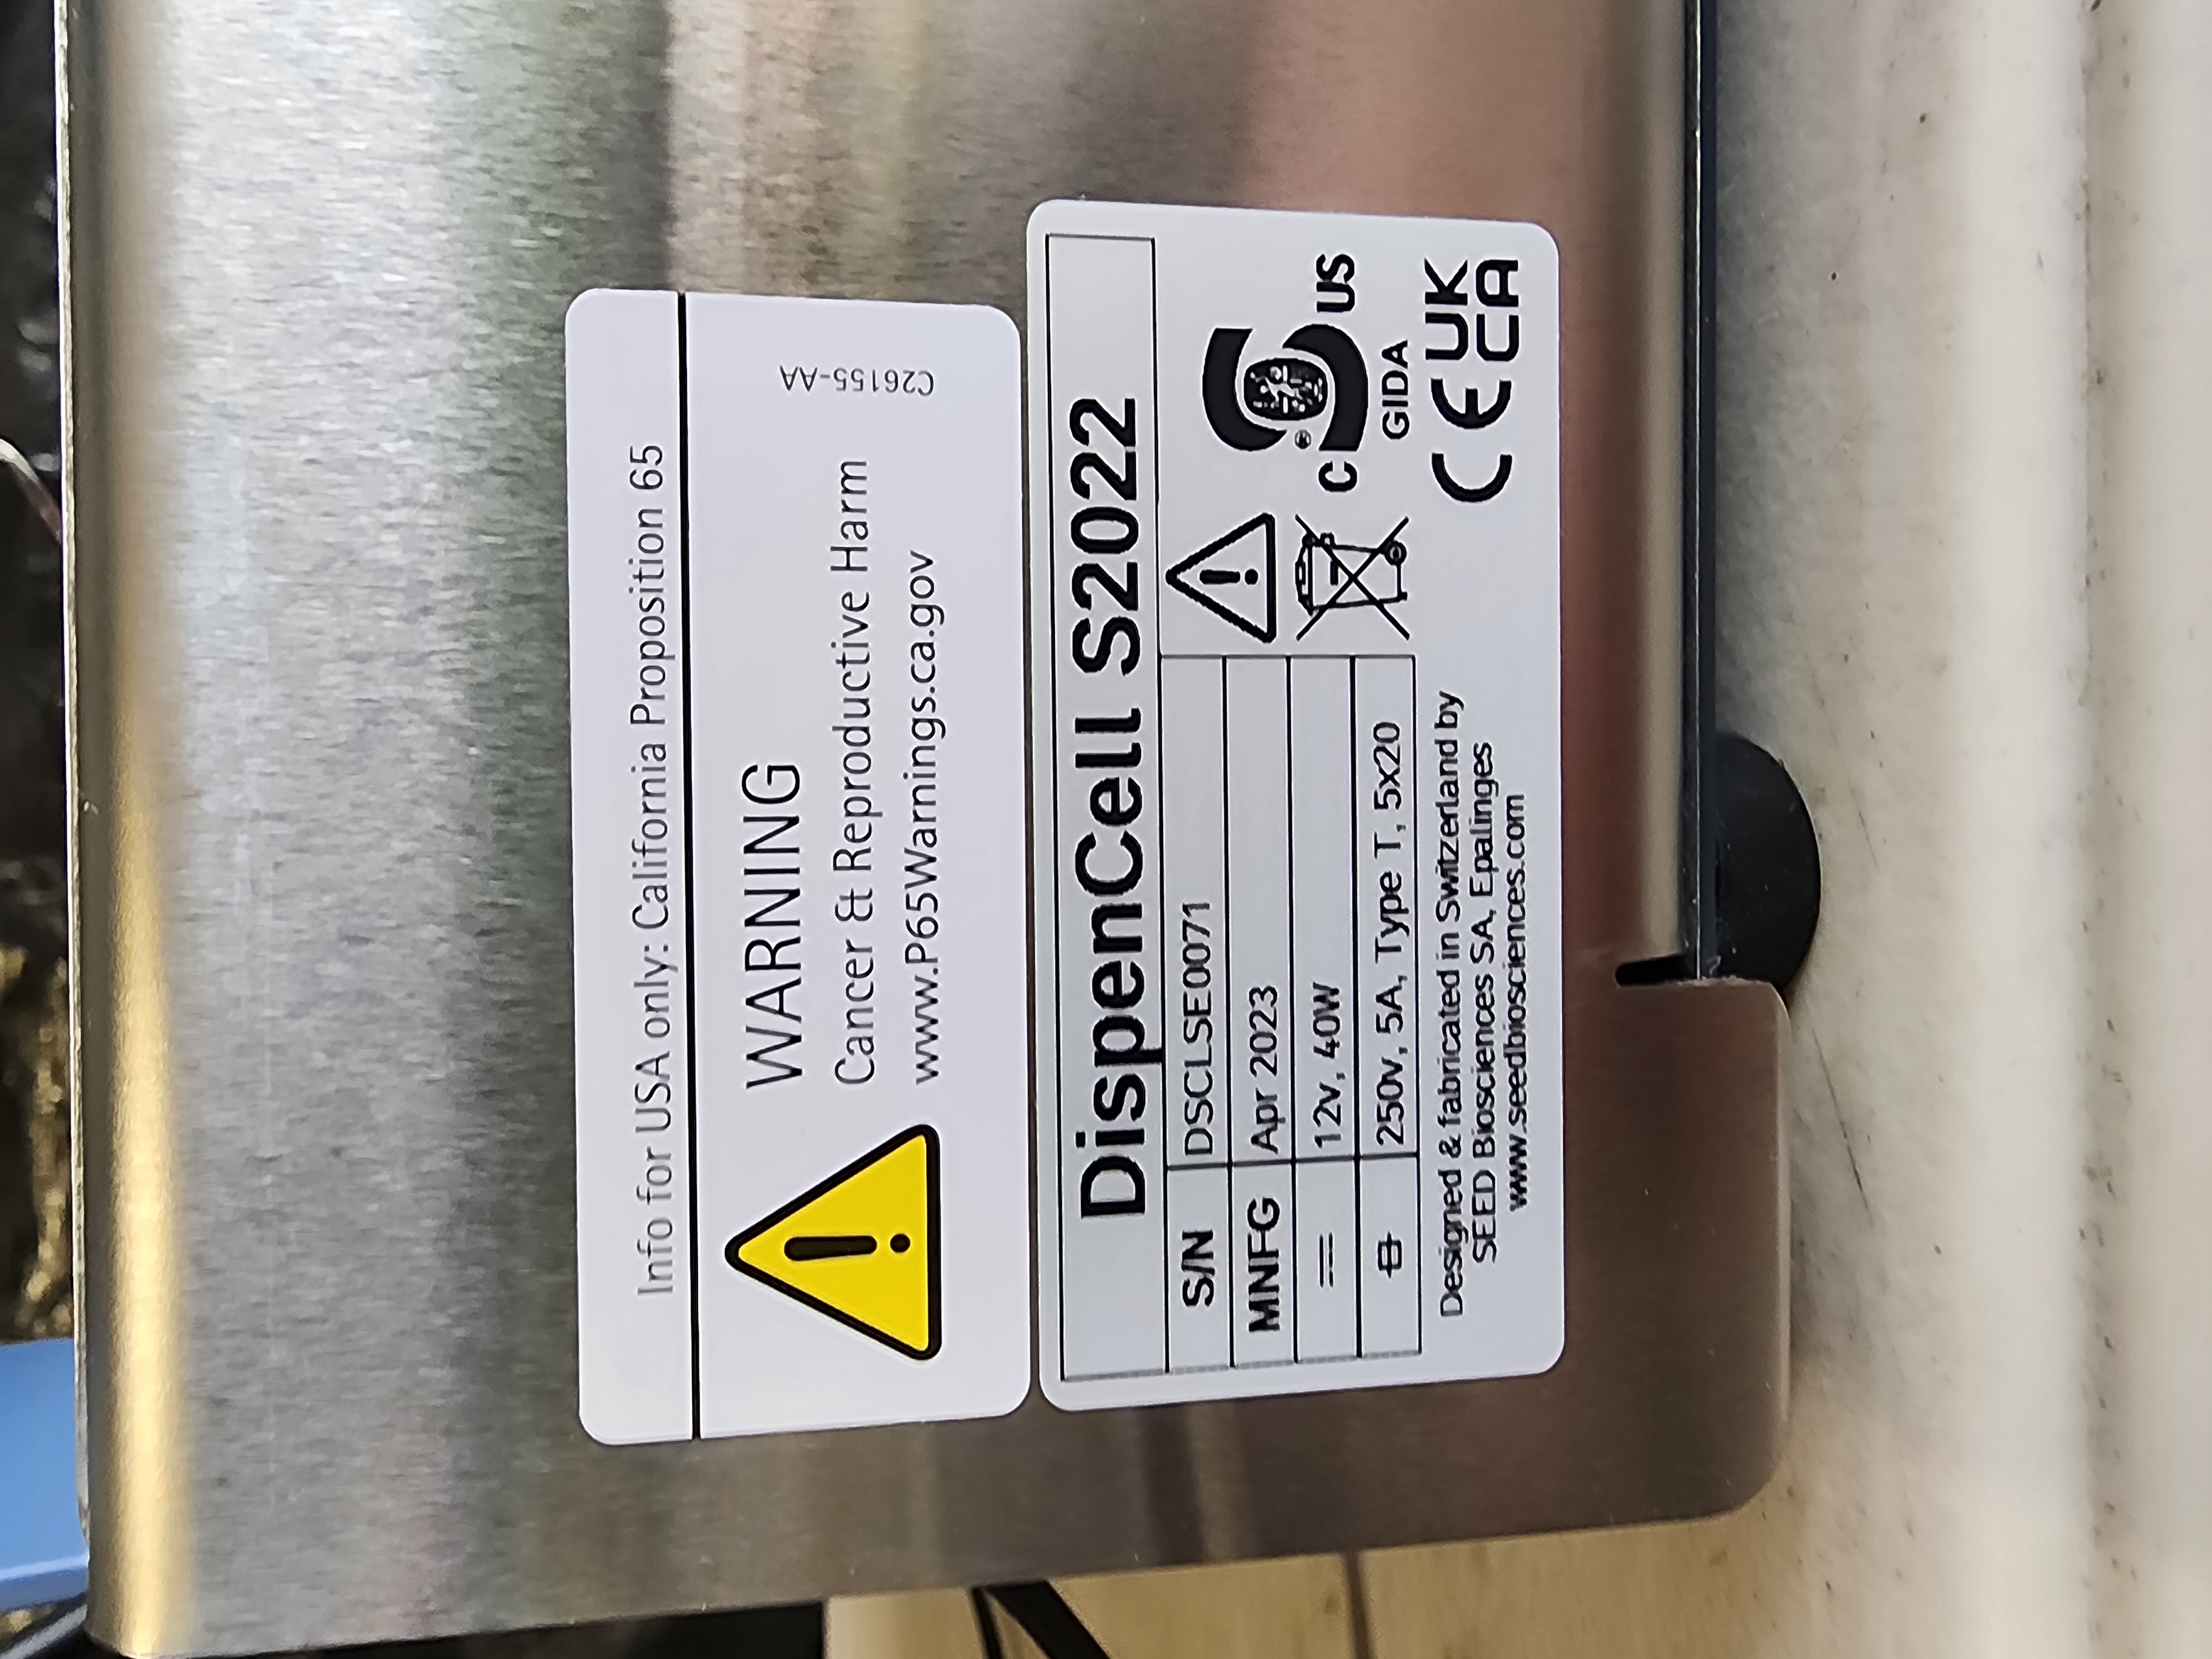 Info for USA only: California Proposition 65
WARNING
Cancer & Reproductive Harm
www.P65Warnings.ca.gov
C26155-AA
DispenCell S2022
S/N DSCLSE0071
MNFG Apr 2023
12v, 40W
250v, 5A, Type T, 5x20
C US
GIDA
CE UK
CA
Designed & fabricated in Switzerland by
SEED Biosciences SA, Epalinges
www.seedbiosciences.com